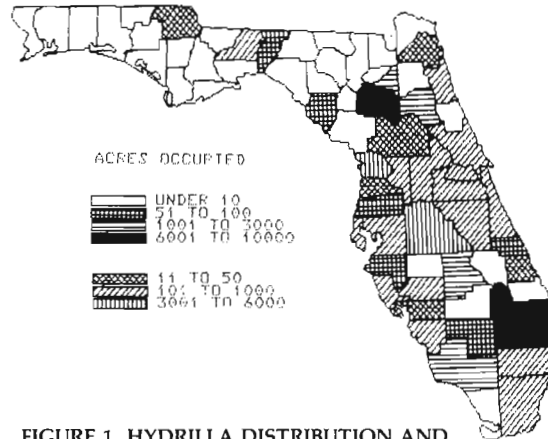 ACRES OCCUPIED
UNDER 10
51 TO 100
1001 TO 3000
6001 TO 10000
11 TO 50
101 TO 1000
3001 TO 6000
FIGURE 1. HYDRILLA DISTRIBUTION AND